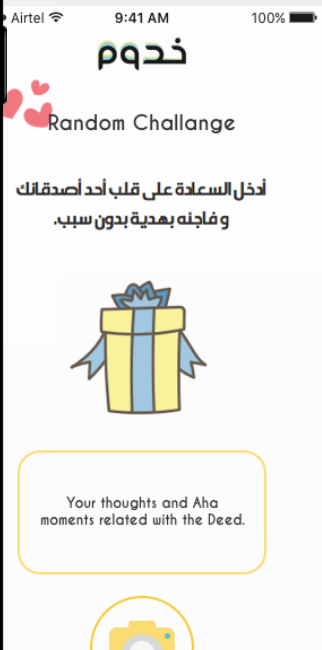 Airtel 9:41 AM 100%
خدوم
Random Challange
أدخل السعادة على قلب أحد أصدقائك
و فاجئه بهدية بدون سبب.
Your thoughts and Aha
moments related with the Deed.